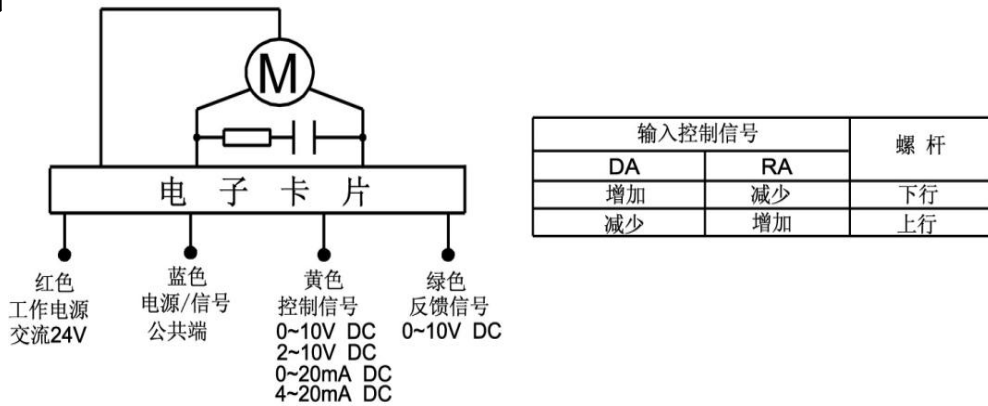 M
电子卡片
红色
工作电源
交流24V
蓝色
电源/信号
公共端
黄色
控制信号
0~10V DC
2~10V DC
0~20mA DC
4~20mA DC
绿色
反馈信号
0~10V DC
输入控制信号 螺杆
DA RA
增加 减少 下行
减少 增加 上行